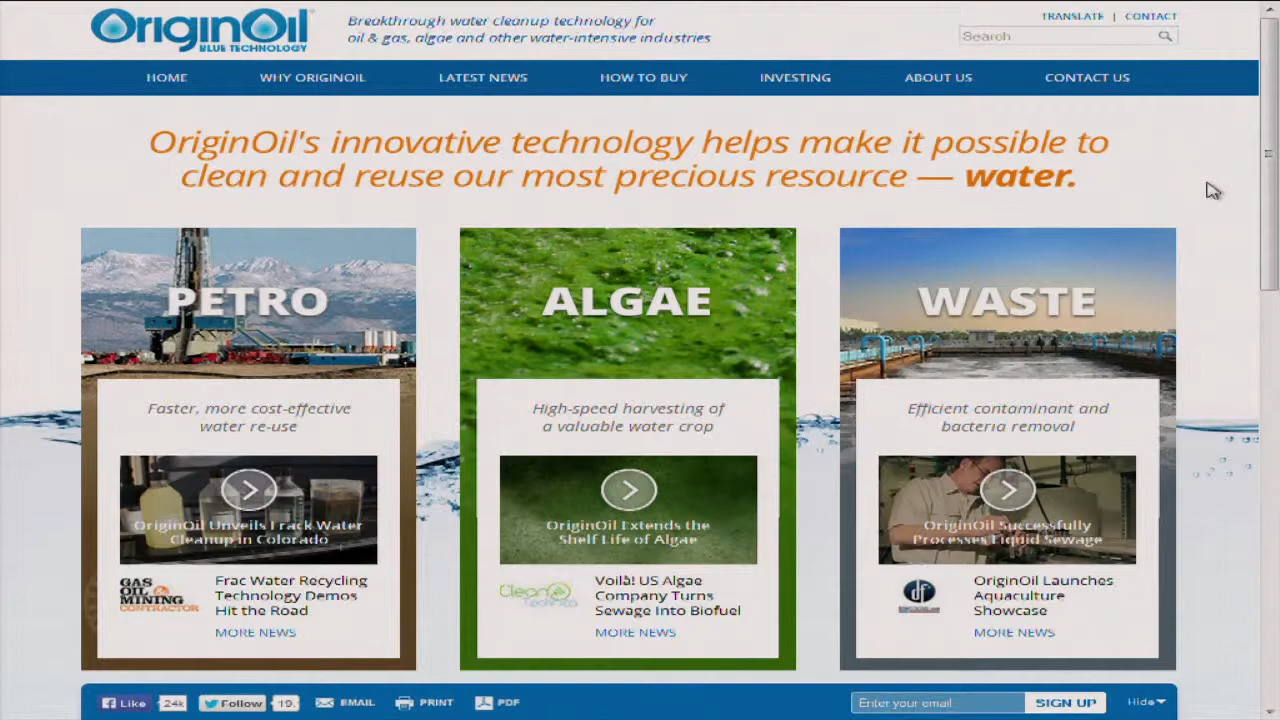 OriginOil
BLUE TECHNOLOGY
Breakthrough water cleanup technology for
oil & gas, algae and other water-intensive industries
TRANSLATE | CONTACT
Search
HOME WHY ORIGINOIL LATEST NEWS HOW TO BUY INVESTING ABOUT US CONTACT US
OriginOil's innovative technology helps make it possible to
clean and reuse our most precious resource — water.
PETRO
Faster, more cost-effective
water re-use
OriginOil Unveils Frack Water
Cleanup in Colorado
GAS
OIL &
MINING
CONTRACTOR
Frac Water Recycling
Technology Demos
Hit the Road
MORE NEWS
ALGAE
High-speed harvesting of
a valuable water crop
OriginOil Extends the
Shelf Life of Algae
CleanTechnica
Voilà! US Algae
Company Turns
Sewage Into Biofuel
MORE NEWS
WASTE
Efficient contaminant and
bacteria removal
OriginOil Successfully
Processes Liquid Sewage
df
OriginOil Launches
Aquaculture
Showcase
MORE NEWS
Like 24k Follow 19. EMAIL PRINT PDF Enter your email SIGN UP Hide